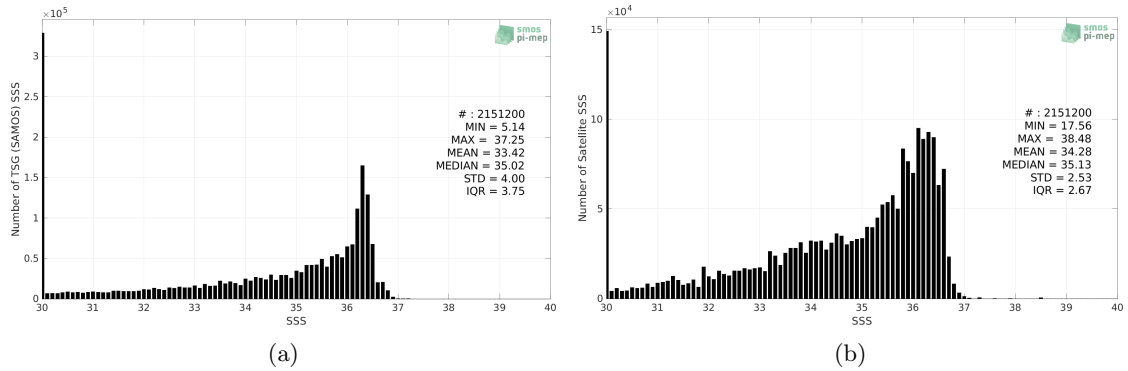 ×10^5
smos
pi-mep
3
2.5
2
1.5
1
0.5
0
Number of TSG (SAMOS) SSS
# : 2151200
MIN = 5.14
MAX = 37.25
MEAN = 33.42
MEDIAN = 35.02
STD = 4.00
IQR = 3.75
30 31 32 33 34 35 36 37 38 39 40
SSS
(a)
×10^4
smos
pi-mep
15
10
5
0
Number of Satellite SSS
# : 2151200
MIN = 17.56
MAX = 38.48
MEAN = 34.28
MEDIAN = 35.13
STD = 2.53
IQR = 2.67
30 31 32 33 34 35 36 37 38 39 40
SSS
(b)